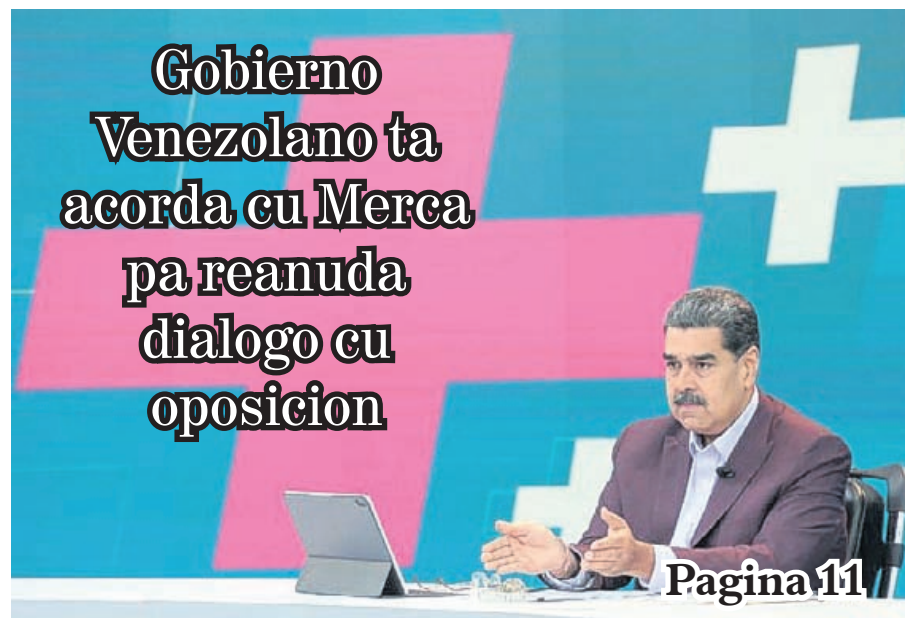 Gobierno
Venezolano ta
acorda cu Merca
pa reanuda
dialogo cu
oposicion
Pagina 11